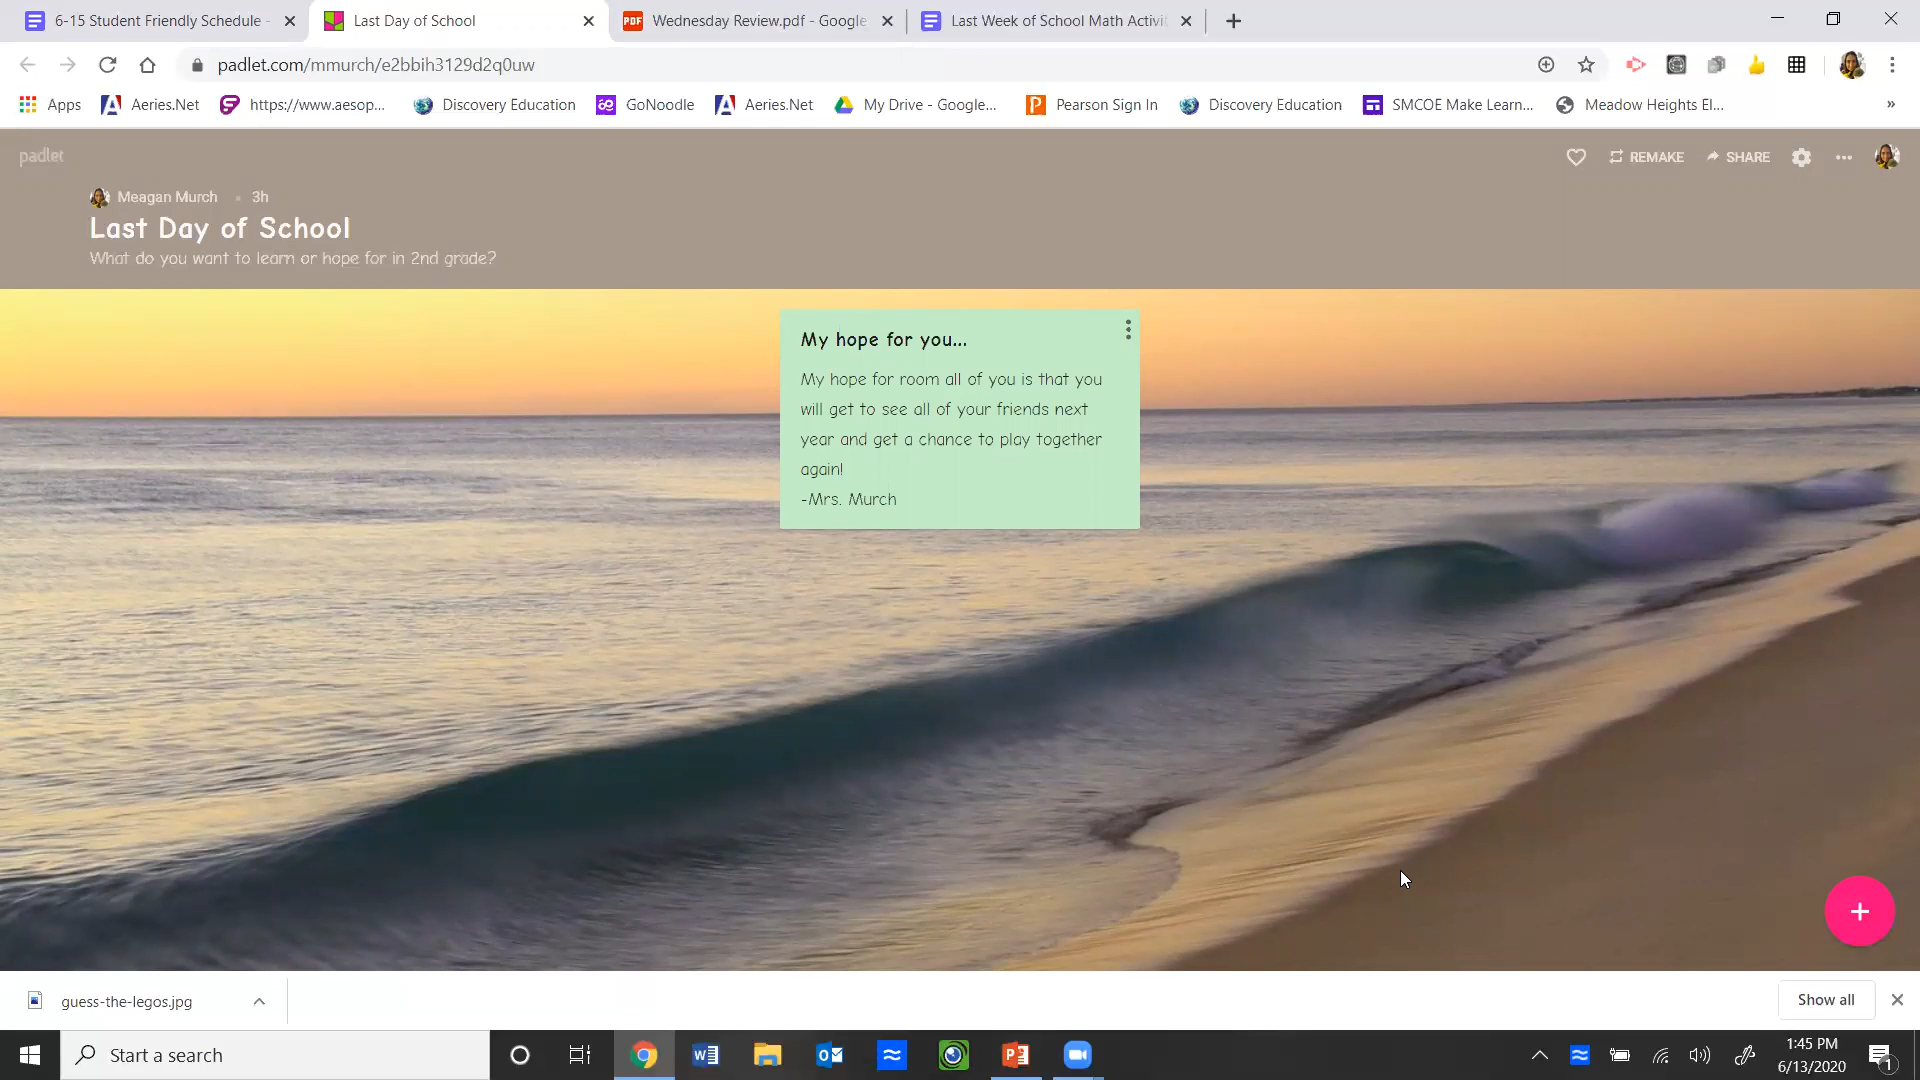 6-15 Student Friendly Schedule -
Last Day of School
Wednesday Review.pdf - Google
Last Week of School Math Activi
padlet.com/mmurch/e2bbih3129d2q0uw
Apps
Aeries.Net
https://www.aesop...
Discovery Education
GoNoodle
Aeries.Net
My Drive - Google...
Pearson Sign In
Discovery Education
SMCOE Make Learn...
Meadow Heights El...
»
padlet
REMAKE
SHARE
Meagan Murch • 3h
Last Day of School
What do you want to learn or hope for in 2nd grade?
My hope for you...
My hope for room all of you is that you
will get to see all of your friends next
year and get a chance to play together
again!
-Mrs. Murch
guess-the-legos.jpg
Show all
Start a search
1:45 PM
6/13/2020
1